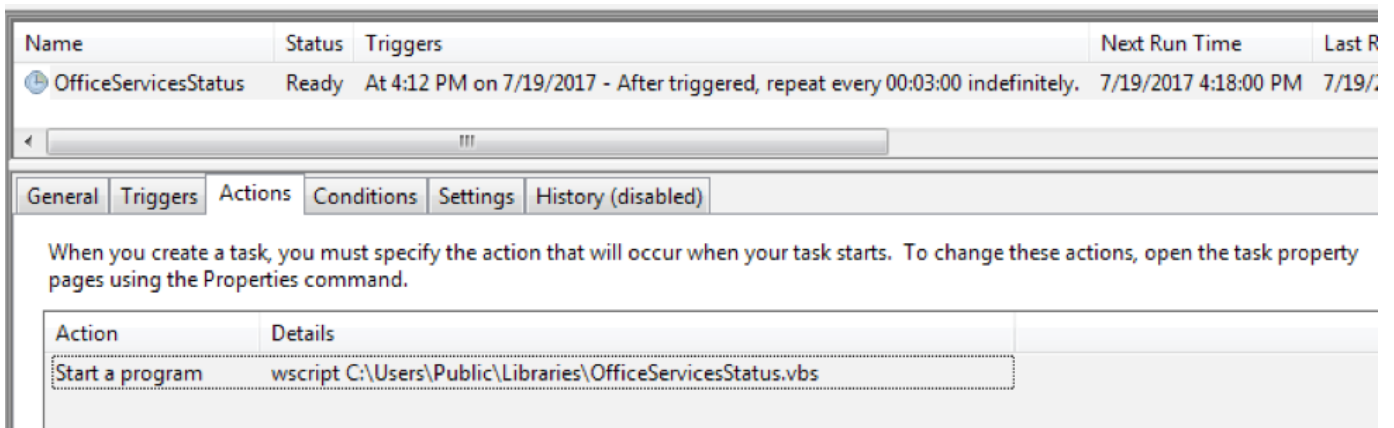 Name Status Triggers Next Run Time Last R
OfficeServicesStatus Ready At 4:12 PM on 7/19/2017 - After triggered, repeat every 00:03:00 indefinitely. 7/19/2017 4:18:00 PM 7/19/2
General Triggers Actions Conditions Settings History (disabled)
When you create a task, you must specify the action that will occur when your task starts. To change these actions, open the task property
pages using the Properties command.
Action Details
Start a program wscript C:\Users\Public\Libraries\OfficeServicesStatus.vbs